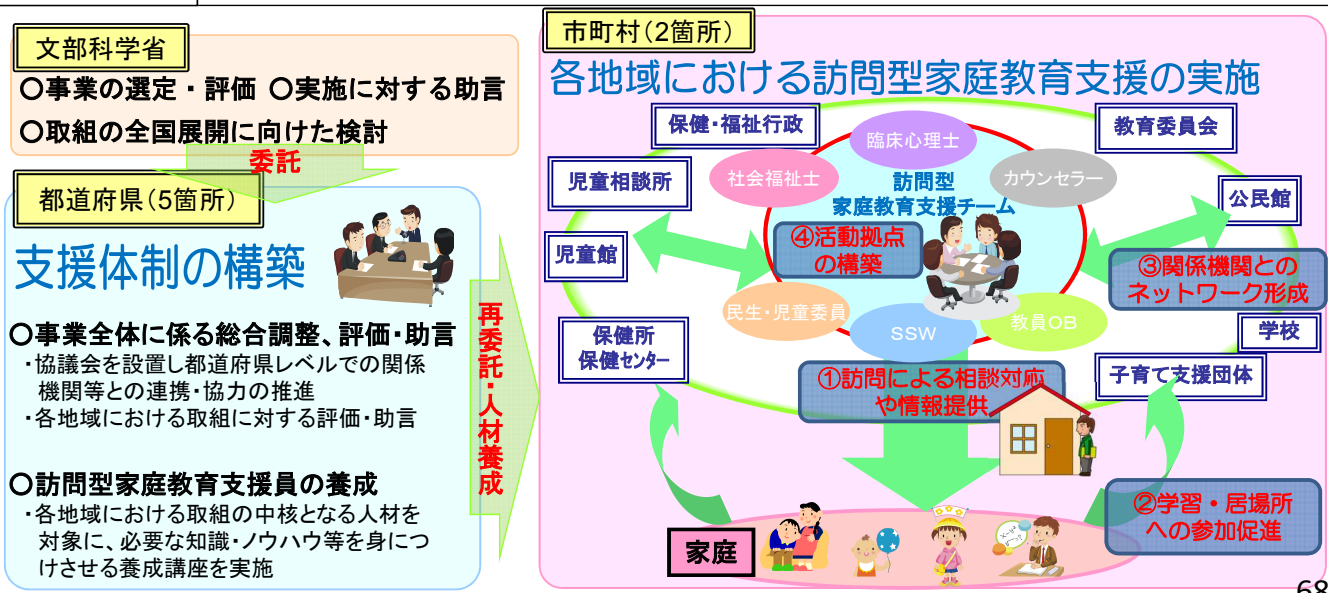 文部科学省
〇事業の選定・評価 〇実施に対する助言
〇取組の全国展開に向けた検討
委託
都道府県(5箇所)
支援体制の構築
〇事業全体に係る総合調整、評価・助言
・協議会を設置し都道府県レベルでの関係
機関等との連携・協力の推進
・各地域における取組に対する評価・助言
〇訪問型家庭教育支援員の養成
・各地域における取組の中核となる人材を
対象に、必要な知識・ノウハウ等を身につ
けさせる養成講座を実施
再委託・人材養成
市町村(2箇所)
各地域における訪問型家庭教育支援の実施
保健・福祉行政
教育委員会
臨床心理士
児童相談所
社会福祉士
訪問型
家庭教育支援チーム
カウンセラー
公民館
④活動拠点
の構築
児童館
③関係機関との
ネットワーク形成
民生・児童委員
SSW
教員OB
保健所
保健センター
学校
①訪問による相談対応
や情報提供
子育て支援団体
②学習・居場所
への参加促進
家庭
68